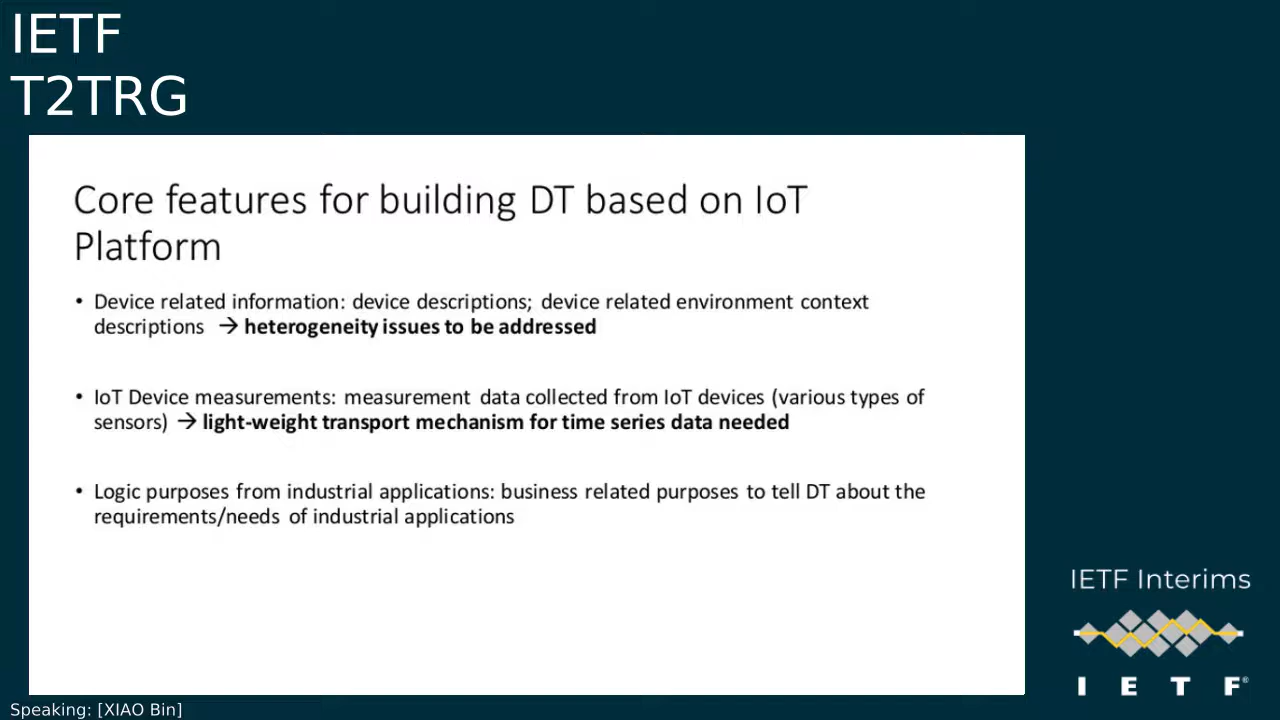 IETF
T2TRG
Core features for building DT based on IoT
Platform
• Device related information: device descriptions; device related environment context
descriptions → heterogeneity issues to be addressed
• IoT Device measurements: measurement data collected from IoT devices (various types of
sensors) → light-weight transport mechanism for time series data needed
• Logic purposes from industrial applications: business related purposes to tell DT about the
requirements/needs of industrial applications
IETF Interims
I E T F®
Speaking: [XIAO Bin]